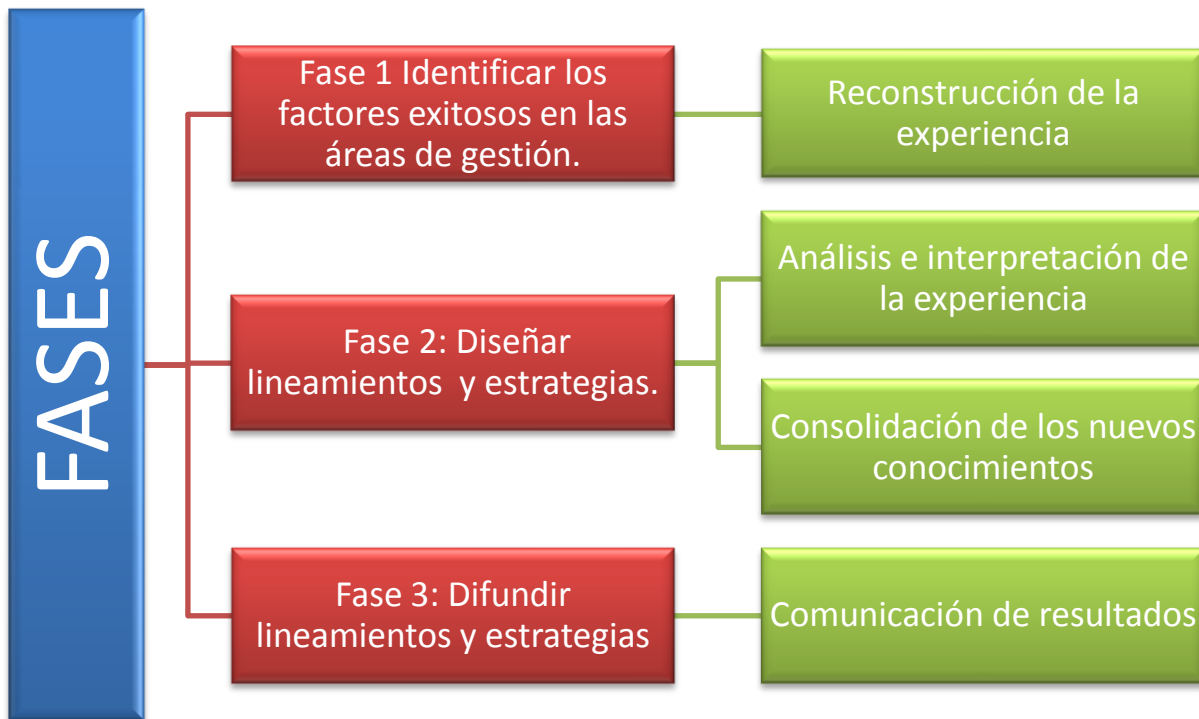 FASES
Fase 1 Identificar los
factores exitosos en las
áreas de gestión.
Reconstrucción de la
experiencia
Fase 2: Diseñar
lineamientos y estrategias.
Análisis e interpretación de
la experiencia
Consolidación de los nuevos
conocimientos
Fase 3: Difundir
lineamientos y estrategias
Comunicación de resultados